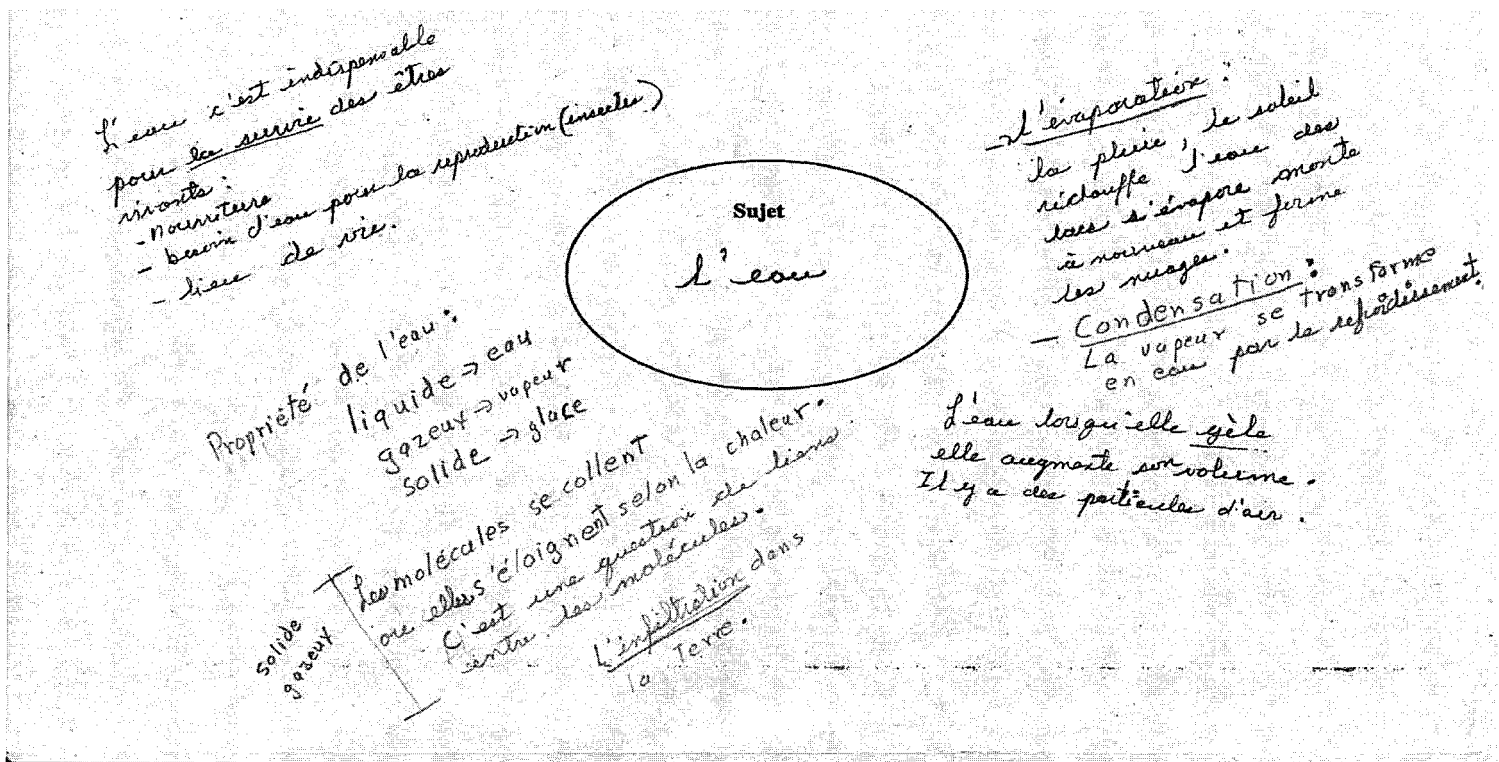 L'eau c'est indispensable
pour la survie des êtres
vivants :
- nourriture
- besoin d'eau pour la reproduction (insectes)
- lieu de vie.
Sujet
L'eau
- L'évaporation :
la pluie, le soleil
réchauffe l'eau des
lacs s'évapore monte
à nouveau et forme
les nuages.
- Condensation :
La vapeur se transforme
en eau par le refroidissement.
Propriété de l'eau :
liquide → eau
gazeux → vapeur
solide → glace
L'eau lorsqu'elle gèle
elle augmente son volume.
Il y a des particules d'air.
solide
gazeux
Les molécules se collent
ou elles s'éloignent selon la chaleur.
C'est une question de liens
entre les molécules.
L'infiltration dans
la Terre.